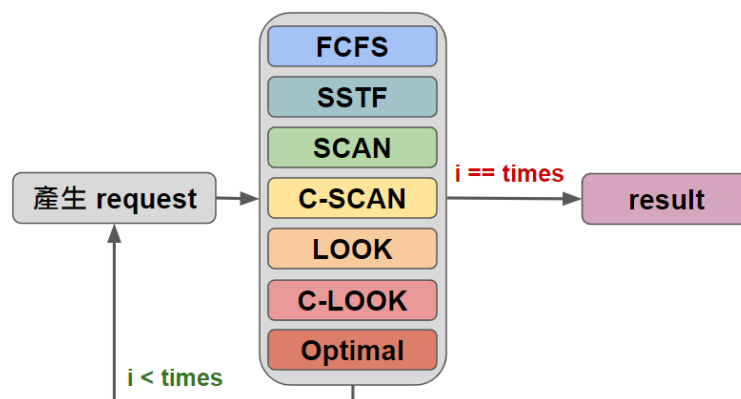 FCFS
SSTF
SCAN
i == times
產生 request
C-SCAN
result
LOOK
C-LOOK
Optimal
i < times